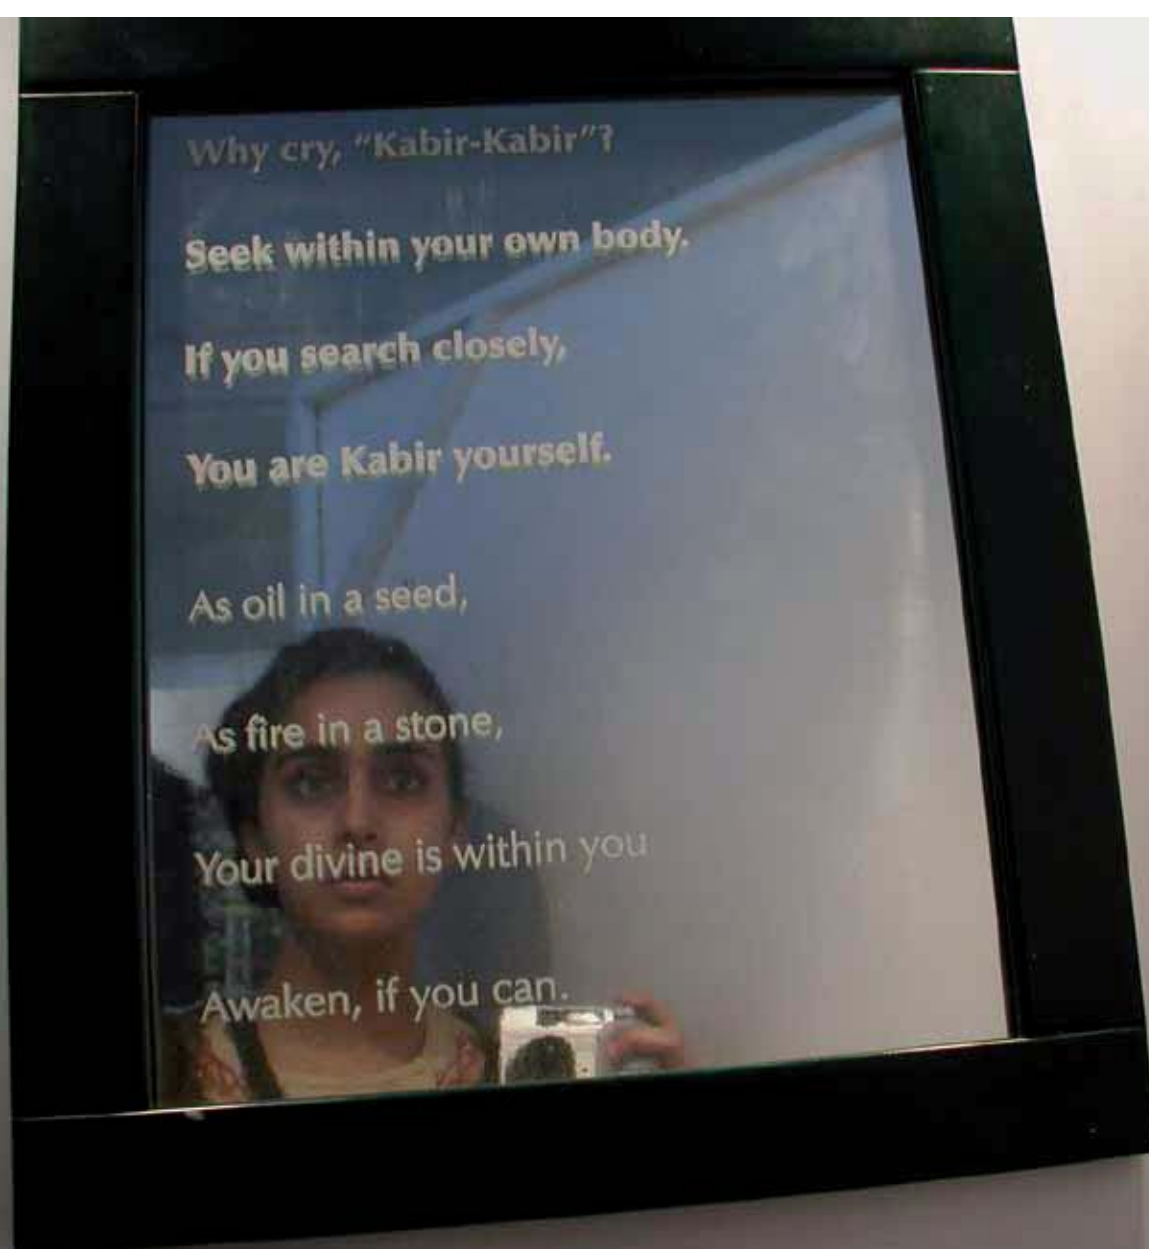 Why cry, "Kabir-Kabir"?
Seek within your own body.
If you search closely,
You are Kabir yourself.
As oil in a seed,
As fire in a stone,
Your divine is within you
Awaken, if you can.